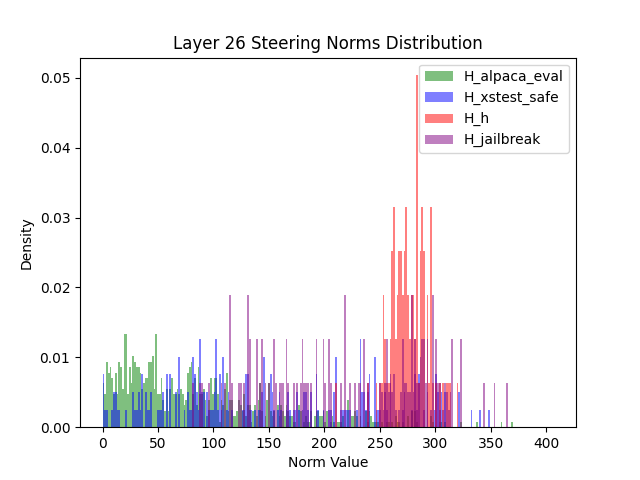 Layer 26 Steering Norms Distribution
H_alpaca_eval
H_xstest_safe
H_h
H_jailbreak
0.05
0.04
0.03
0.02
0.01
0.00
Density
0 50 100 150 200 250 300 350 400
Norm Value